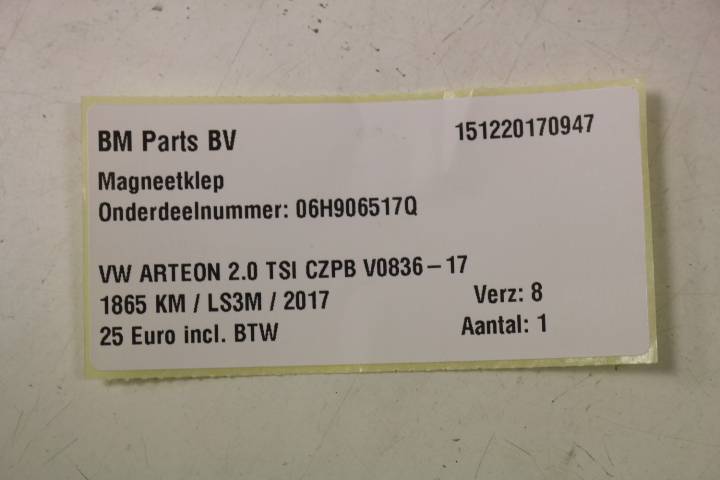 BM Parts BV 151220170947
Magneetklep
Onderdeelnummer: 06H906517Q
VW ARTEON 2.0 TSI CZPB V0836-17
1865 KM / LS3M / 2017 Verz: 8
25 Euro incl. BTW Aantal: 1